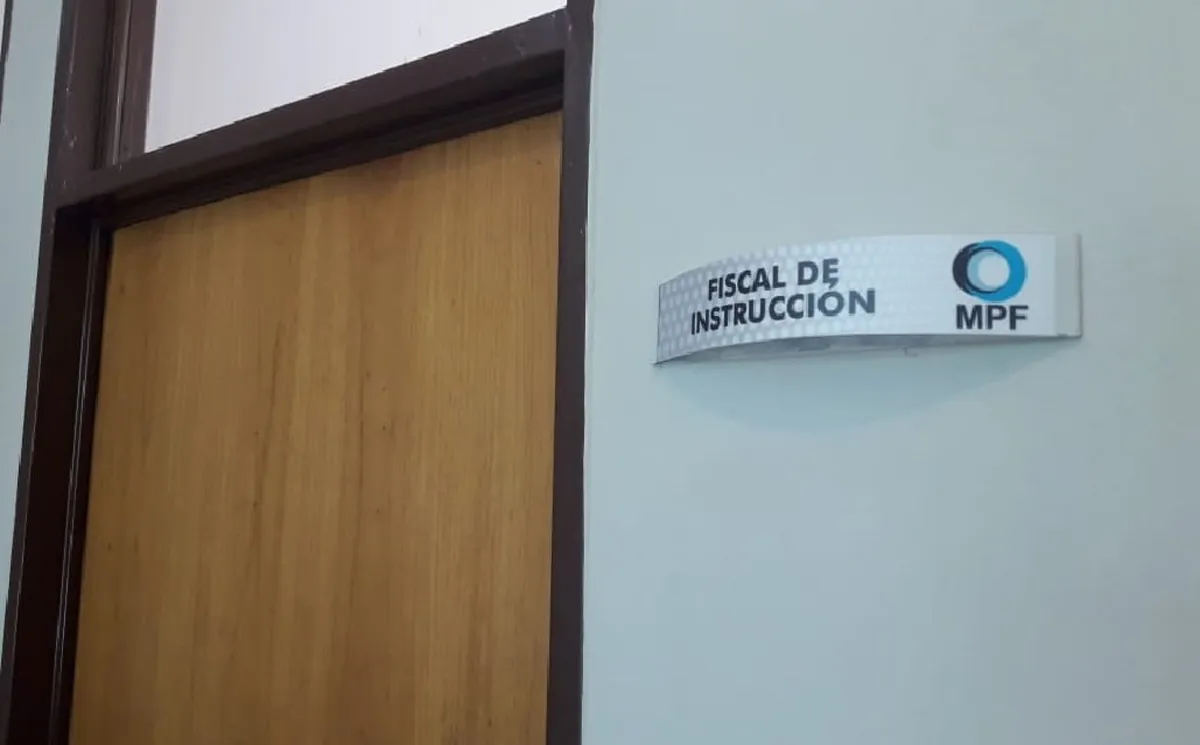 FISCAL DE
INSTRUCCIÓN
MPF